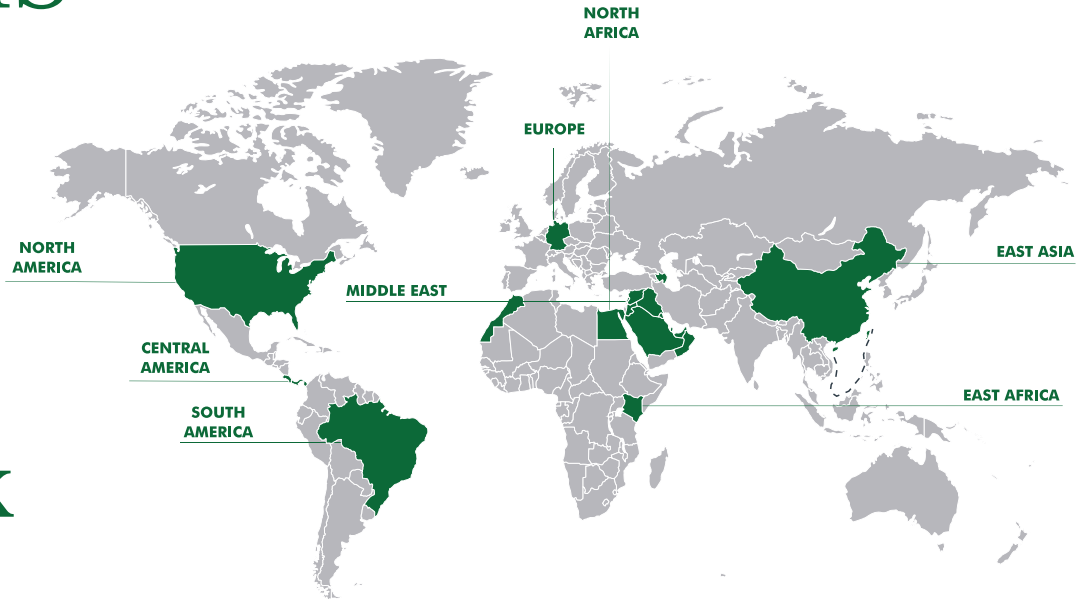 NORTH
AFRICA
EUROPE
NORTH
AMERICA
EAST ASIA
MIDDLE EAST
CENTRAL
AMERICA
EAST AFRICA
SOUTH
AMERICA